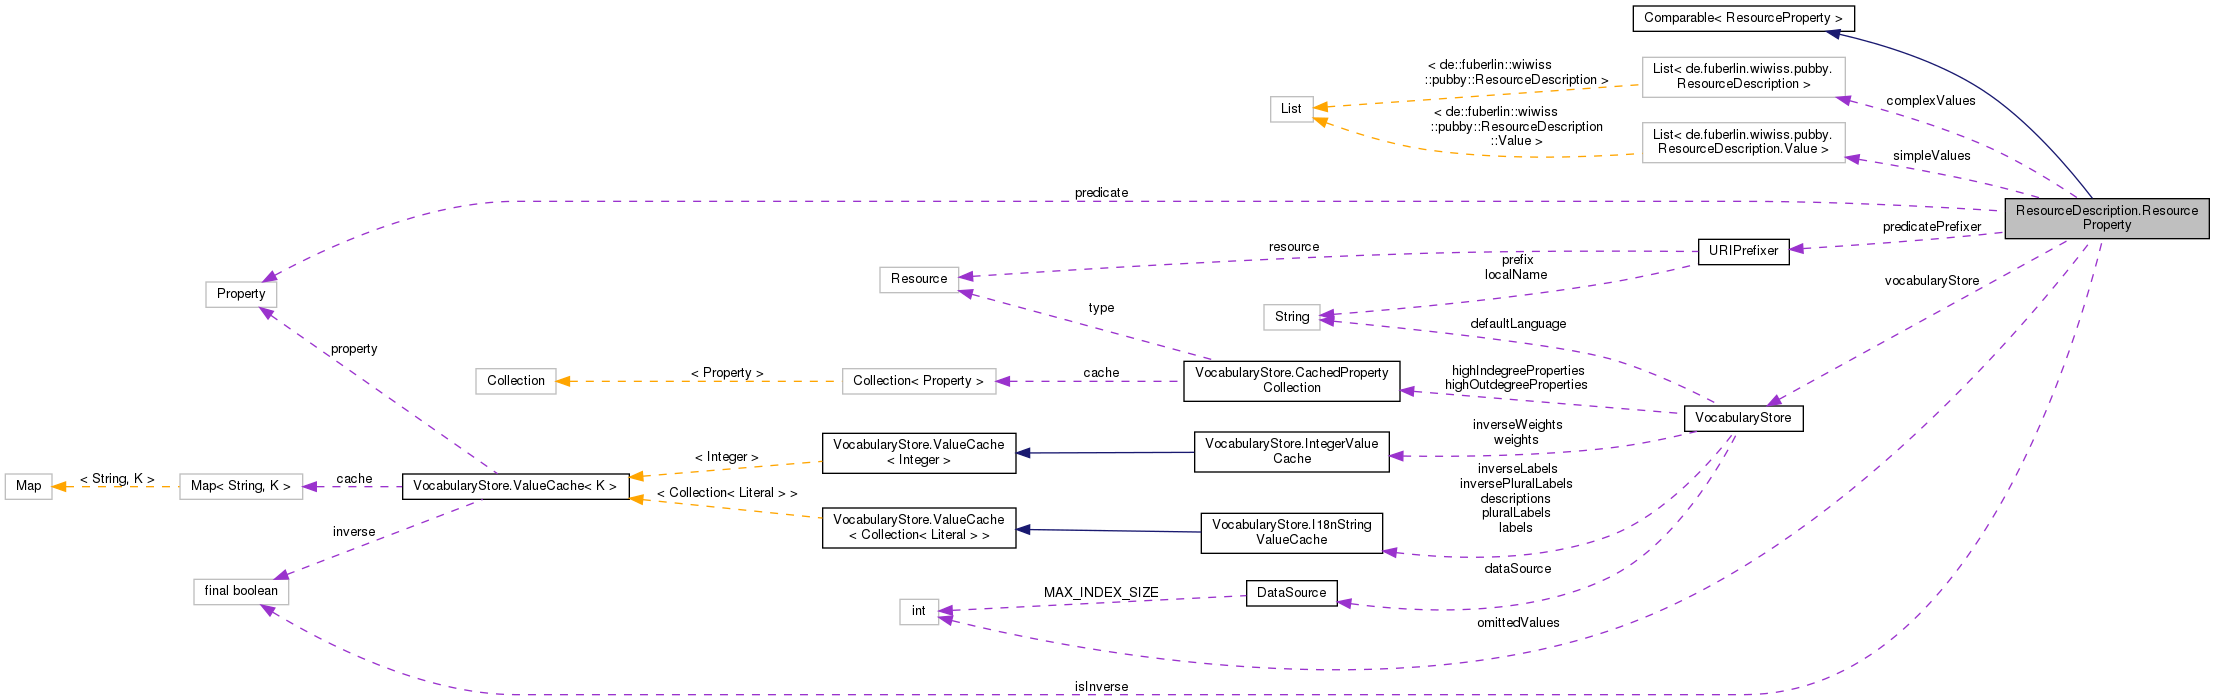 Comparable< ResourceProperty >
< de::fuberlin::wiwiss
::pubby::ResourceDescription >
List< de.fuberlin.wiwiss.pubby.
ResourceDescription >
complexValues
List
< de::fuberlin::wiwiss
::pubby::ResourceDescription
::Value >
List< de.fuberlin.wiwiss.pubby.
ResourceDescription.Value >
simpleValues
predicate
ResourceDescription.Resource
Property
predicatePrefixer
URIPrefixer
resource
prefix
localName
Resource
Property
type
String
defaultLanguage
vocabularyStore
property
Collection
< Property >
Collection< Property >
cache
VocabularyStore.CachedProperty
Collection
highIndegreeProperties
highOutdegreeProperties
VocabularyStore
inverseWeights
weights
VocabularyStore.IntegerValue
Cache
VocabularyStore.ValueCache
< Integer >
< Integer >
Map
< String, K >
Map< String, K >
cache
VocabularyStore.ValueCache< K >
< Collection< Literal > >
VocabularyStore.ValueCache
< Collection< Literal > >
VocabularyStore.I18nString
ValueCache
inverseLabels
inversePluralLabels
descriptions
pluralLabels
labels
inverse
final boolean
dataSource
DataSource
MAX_INDEX_SIZE
int
omittedValues
isInverse